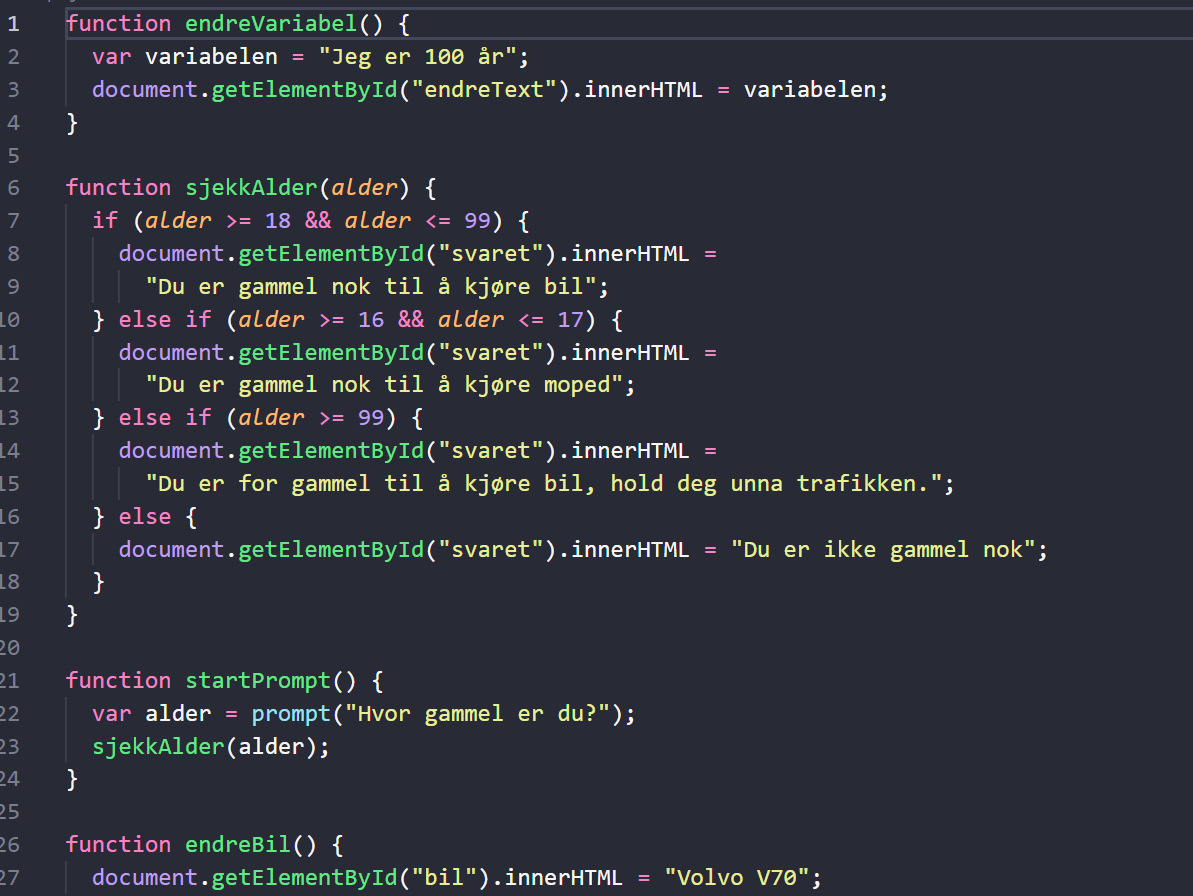 1 function endreVariabel() {
2 var variabelen = "Jeg er 100 år";
3 document.getElementById("endreText").innerHTML = variabelen;
4 }
5
6 function sjekkAlder(alder) {
7 if (alder >= 18 && alder <= 99) {
8 document.getElementById("svaret").innerHTML =
9 "Du er gammel nok til å kjøre bil";
10 } else if (alder >= 16 && alder <= 17) {
11 document.getElementById("svaret").innerHTML =
12 "Du er gammel nok til å kjøre moped";
13 } else if (alder >= 99) {
14 document.getElementById("svaret").innerHTML =
15 "Du er for gammel til å kjøre bil, hold deg unna trafikken.";
16 } else {
17 document.getElementById("svaret").innerHTML = "Du er ikke gammel nok";
18 }
19 }
20
21 function startPrompt() {
22 var alder = prompt("Hvor gammel er du?");
23 sjekkAlder(alder);
24 }
25
26 function endreBil() {
27 document.getElementById("bil").innerHTML = "Volvo V70";